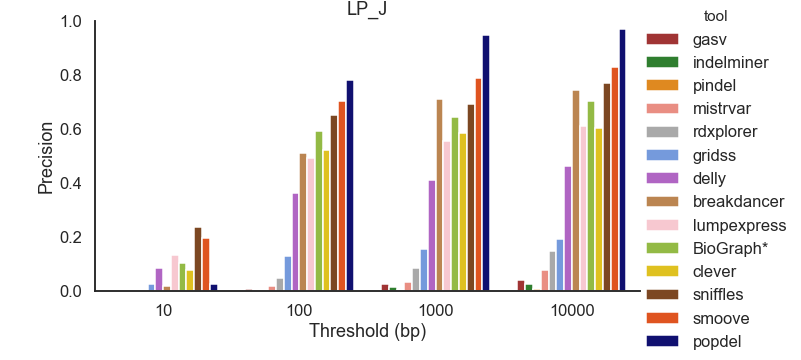 LP_J
tool
1.0
0.8
0.6
0.4
0.2
0.0
Precision
10
100
1000
10000
Threshold (bp)
gasv
indelminer
pindel
mistrvar
rdxplorer
gridss
delly
breakdancer
lumpexpress
BioGraph*
clever
sniffles
smoove
popdel